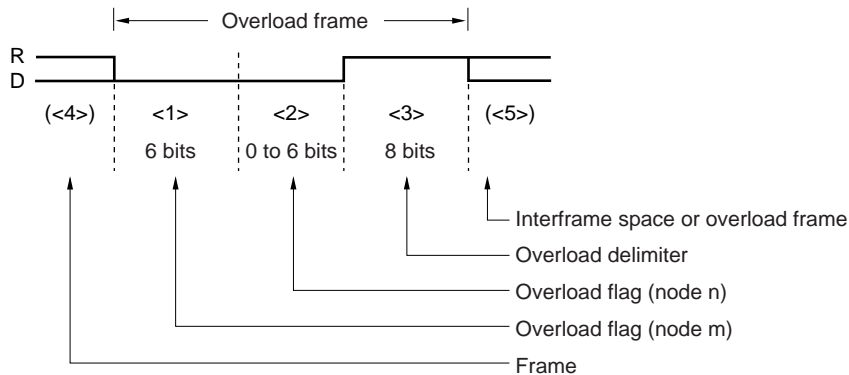 Overload frame
R
D
(<4>) <1> <2> <3> (<5>)
6 bits 0 to 6 bits 8 bits
Interframe space or overload frame
Overload delimiter
Overload flag (node n)
Overload flag (node m)
Frame